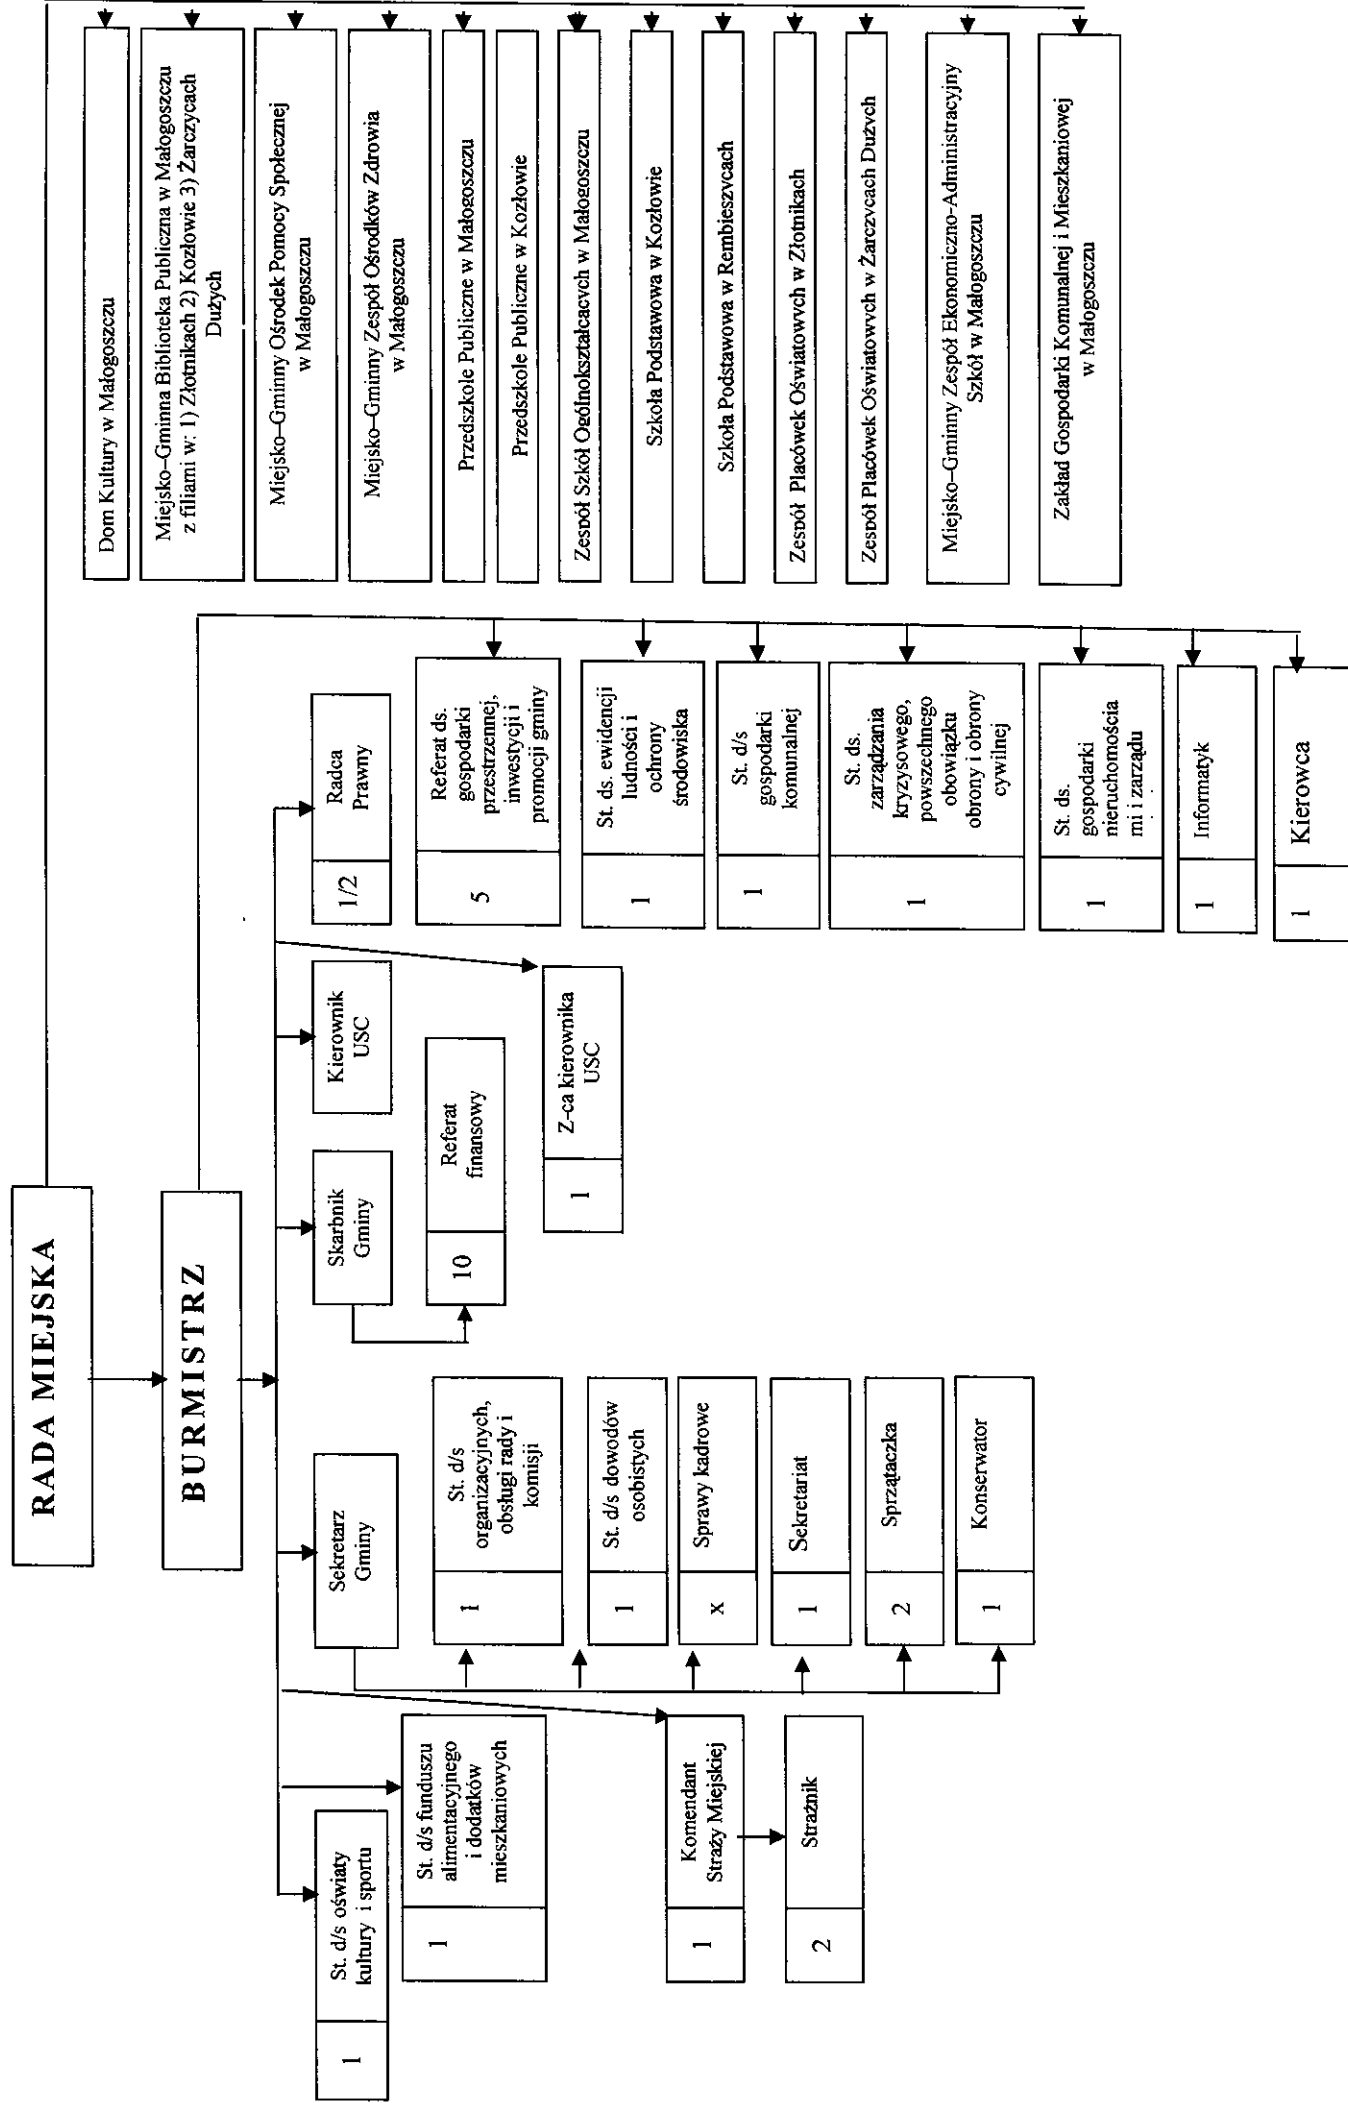 RADA MIEJSKA
BURMISTRZ
St. d/s oświaty
kultury i sportu
1
St. d/s funduszu
alimentacyjnego
i dodatków
mieszkaniowych
1
Komendant
Straży Miejskiej
1
Strażnik
2
Sekretarz
Gminy
St. d/s
organizacyjnych,
obsługi rady i
komisji
1
St. d/s dowodów
osobistych
1
Sprawy kadrowe
x
Sekretariat
1
Sprzątaczka
2
Konserwator
1
Skarbnik
Gminy
Referat
finansowy
10
Kierownik
USC
Z-ca kierownika
USC
1
Radca
Prawny
1/2
Referat ds.
gospodarki
przestrzennej,
inwestycji i
promocji gminy
5
St. ds. ewidencji
ludności i
ochrony
środowiska
1
St. d/s
gospodarki
komunalnej
1
St. ds.
zarządzania
kryzysowego,
powszechnego
obowiązku
obrony i obrony
cywilnej
1
St. ds.
gospodarki
nieruchomościa
mi i zarządu
1
Informatyk
1
Kierowca
1
Dom Kultury w Małogoszczu
Miejsko–Gminna Biblioteka Publiczna w Małogoszczu
z filiami w: 1) Złotnikach 2) Kozłowie 3) Żarczycach
Dużych
Miejsko–Gminny Ośrodek Pomocy Społecznej
w Małogoszczu
Miejsko–Gminny Zespół Ośrodków Zdrowia
w Małogoszczu
Przedszkole Publiczne w Małogoszczu
Przedszkole Publiczne w Kozłowie
Zespół Szkół Ogólnokształcących w Małogoszczu
Szkoła Podstawowa w Kozłowie
Szkoła Podstawowa w Rembieszycach
Zespół Placówek Oświatowych w Złotnikach
Zespół Placówek Oświatowych w Żarczycach Dużych
Miejsko–Gminny Zespół Ekonomiczno-Administracyjny
Szkół w Małogoszczu
Zakład Gospodarki Komunalnej i Mieszkaniowej
w Małogoszczu